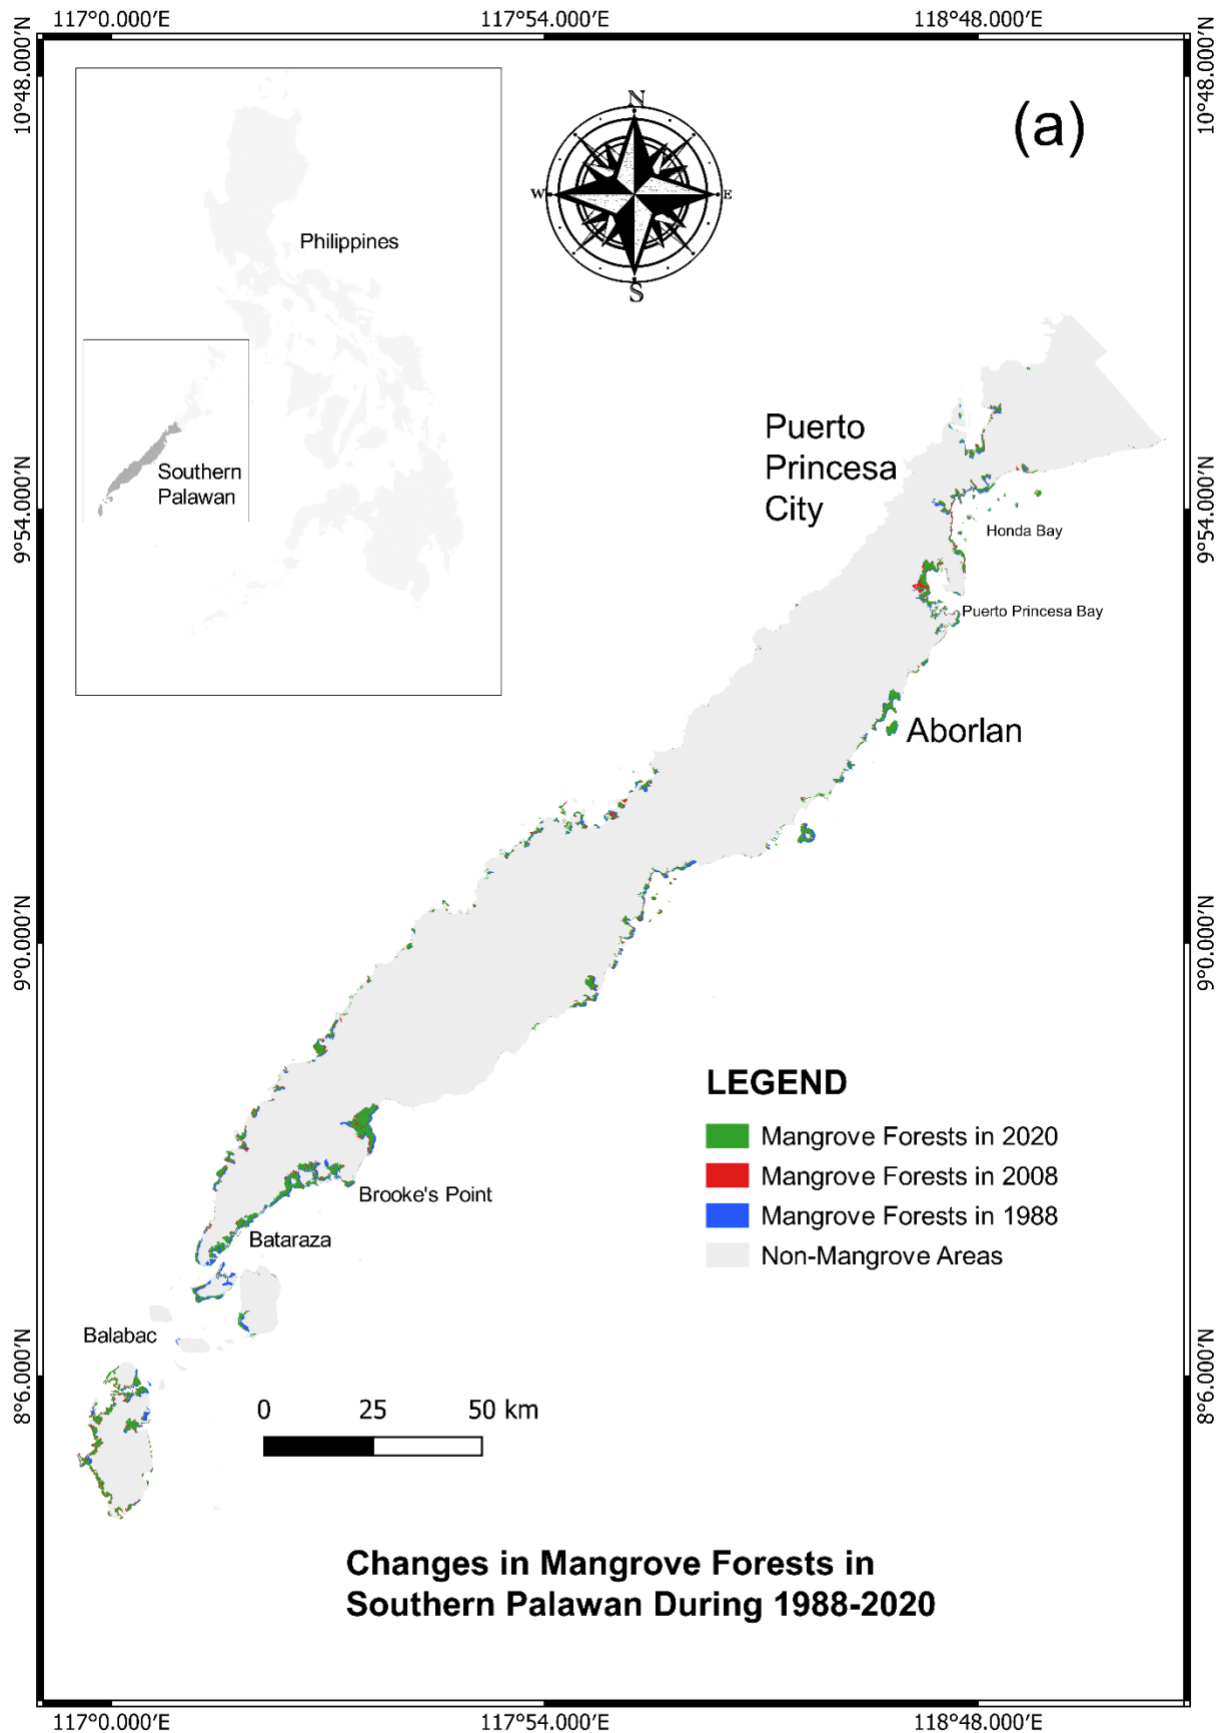 117°0.000'E
117°54.000'E
118°48.000'E
10°48.000'N
10°48.000'N
(a)
N
W
E
S
Philippines
Southern
Palawan
Puerto
Princesa
City
9°54.000'N
9°54.000'N
Honda Bay
Puerto Princesa Bay
Aborlan
9°0.000'N
9°0.000'N
LEGEND
Mangrove Forests in 2020
Mangrove Forests in 2008
Mangrove Forests in 1988
Non-Mangrove Areas
Brooke's Point
Bataraza
Balabac
8°6.000'N
8°6.000'N
0 25 50 km
Changes in Mangrove Forests in
Southern Palawan During 1988-2020
117°0.000'E
117°54.000'E
118°48.000'E